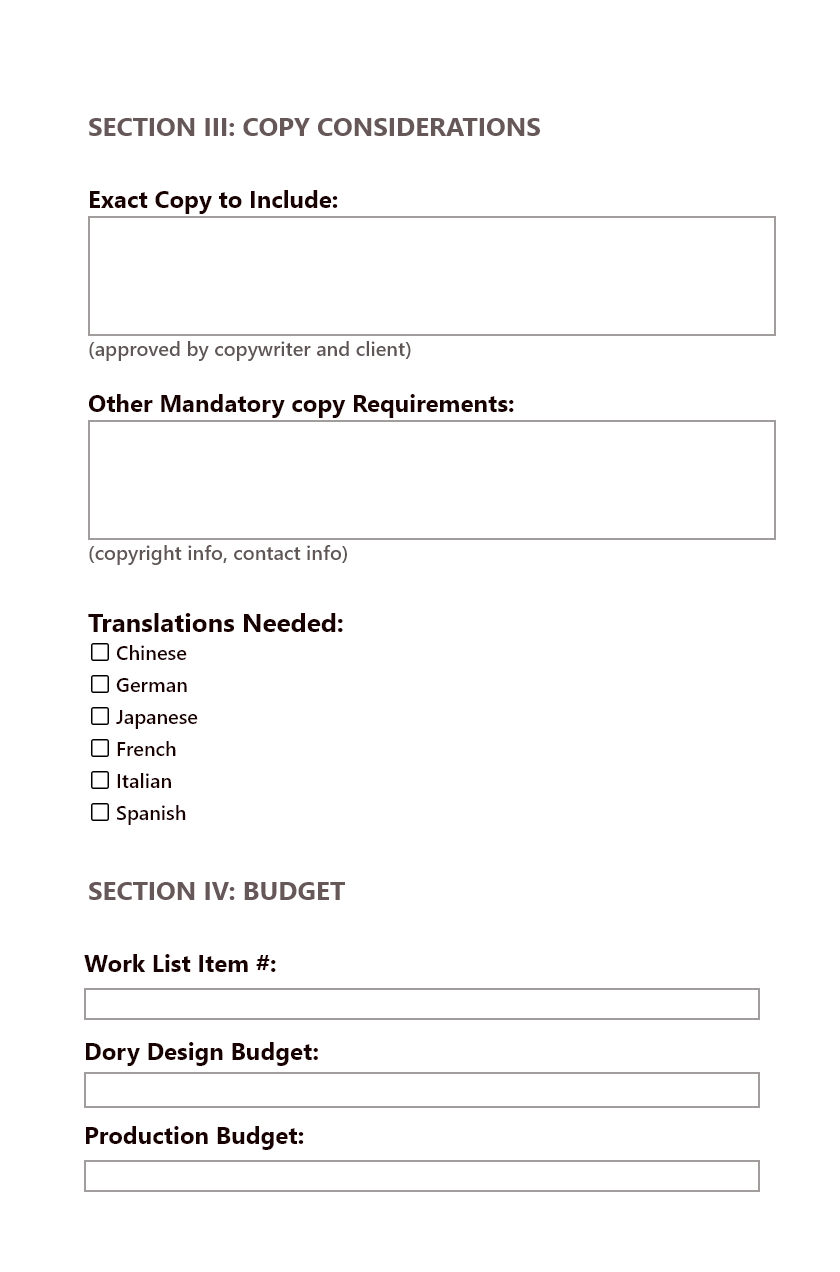 SECTION III: COPY CONSIDERATIONS
Exact Copy to Include:
(approved by copywriter and client)
Other Mandatory copy Requirements:
(copyright info, contact info)
Translations Needed:
Chinese
German
Japanese
French
Italian
Spanish
SECTION IV: BUDGET
Work List Item #:
Dory Design Budget:
Production Budget: